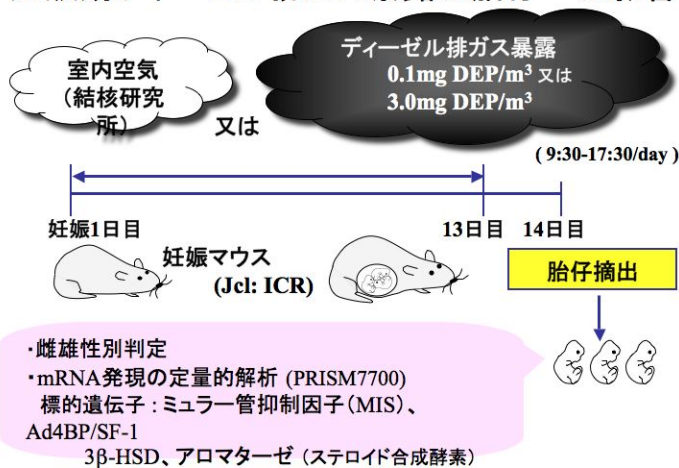 室内空気
(結核研究
所)
又は
ディーゼル排ガス暴露
0.1mg DEP/m³ 又は
3.0mg DEP/m³
( 9:30-17:30/day )
妊娠1日目
13日目
14日目
妊娠マウス
(Jcl: ICR)
胎仔摘出
・雌雄性別判定
・mRNA発現の定量的解析 (PRISM7700)
標的遺伝子：ミュラー管抑制因子(MIS)、
Ad4BP/SF-1
3β-HSD、アロマターゼ（ステロイド合成酵素）